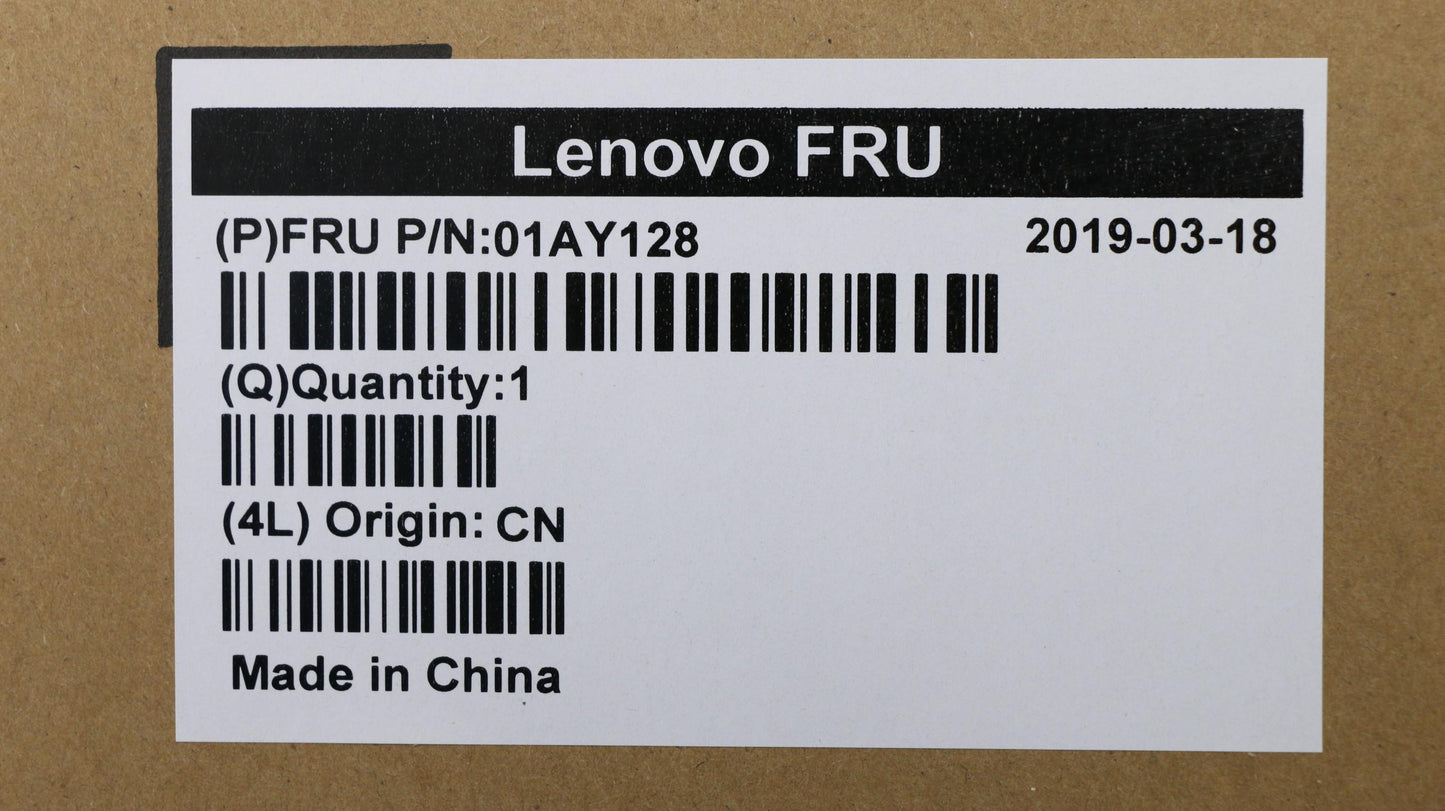 Lenovo FRU
(P)FRU P/N:01AY128 2019-03-18
(Q)Quantity:1
(4L) Origin: CN
Made in China